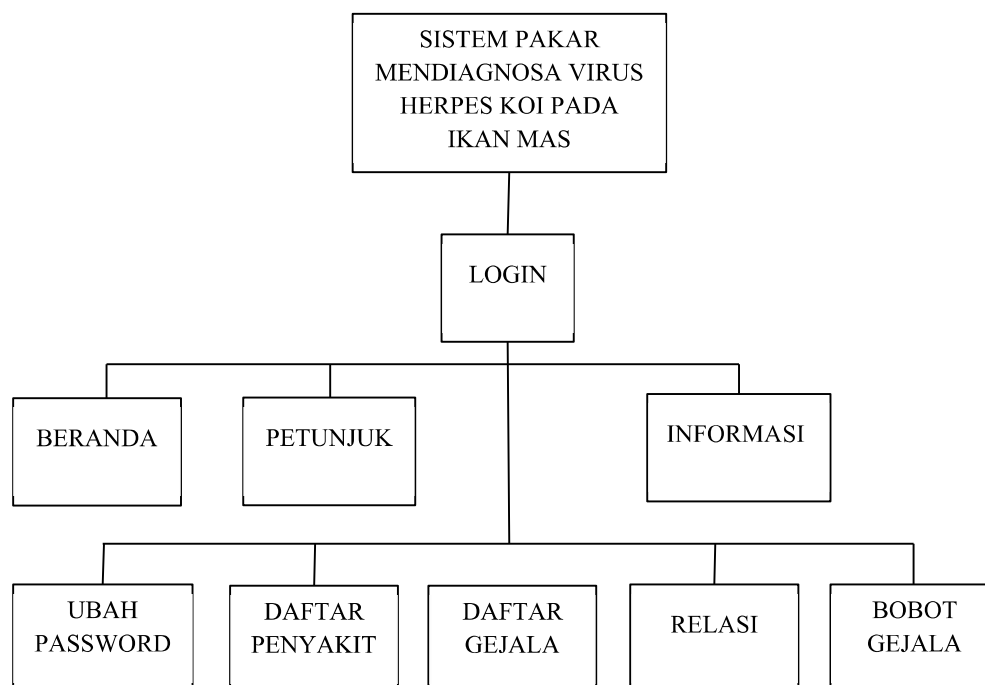 SISTEM PAKAR
MENDIAGNOSA VIRUS
HERPES KOI PADA
IKAN MAS
LOGIN
BERANDA
PETUNJUK
INFORMASI
UBAH
PASSWORD
DAFTAR
PENYAKIT
DAFTAR
GEJALA
RELASI
BOBOT
GEJALA